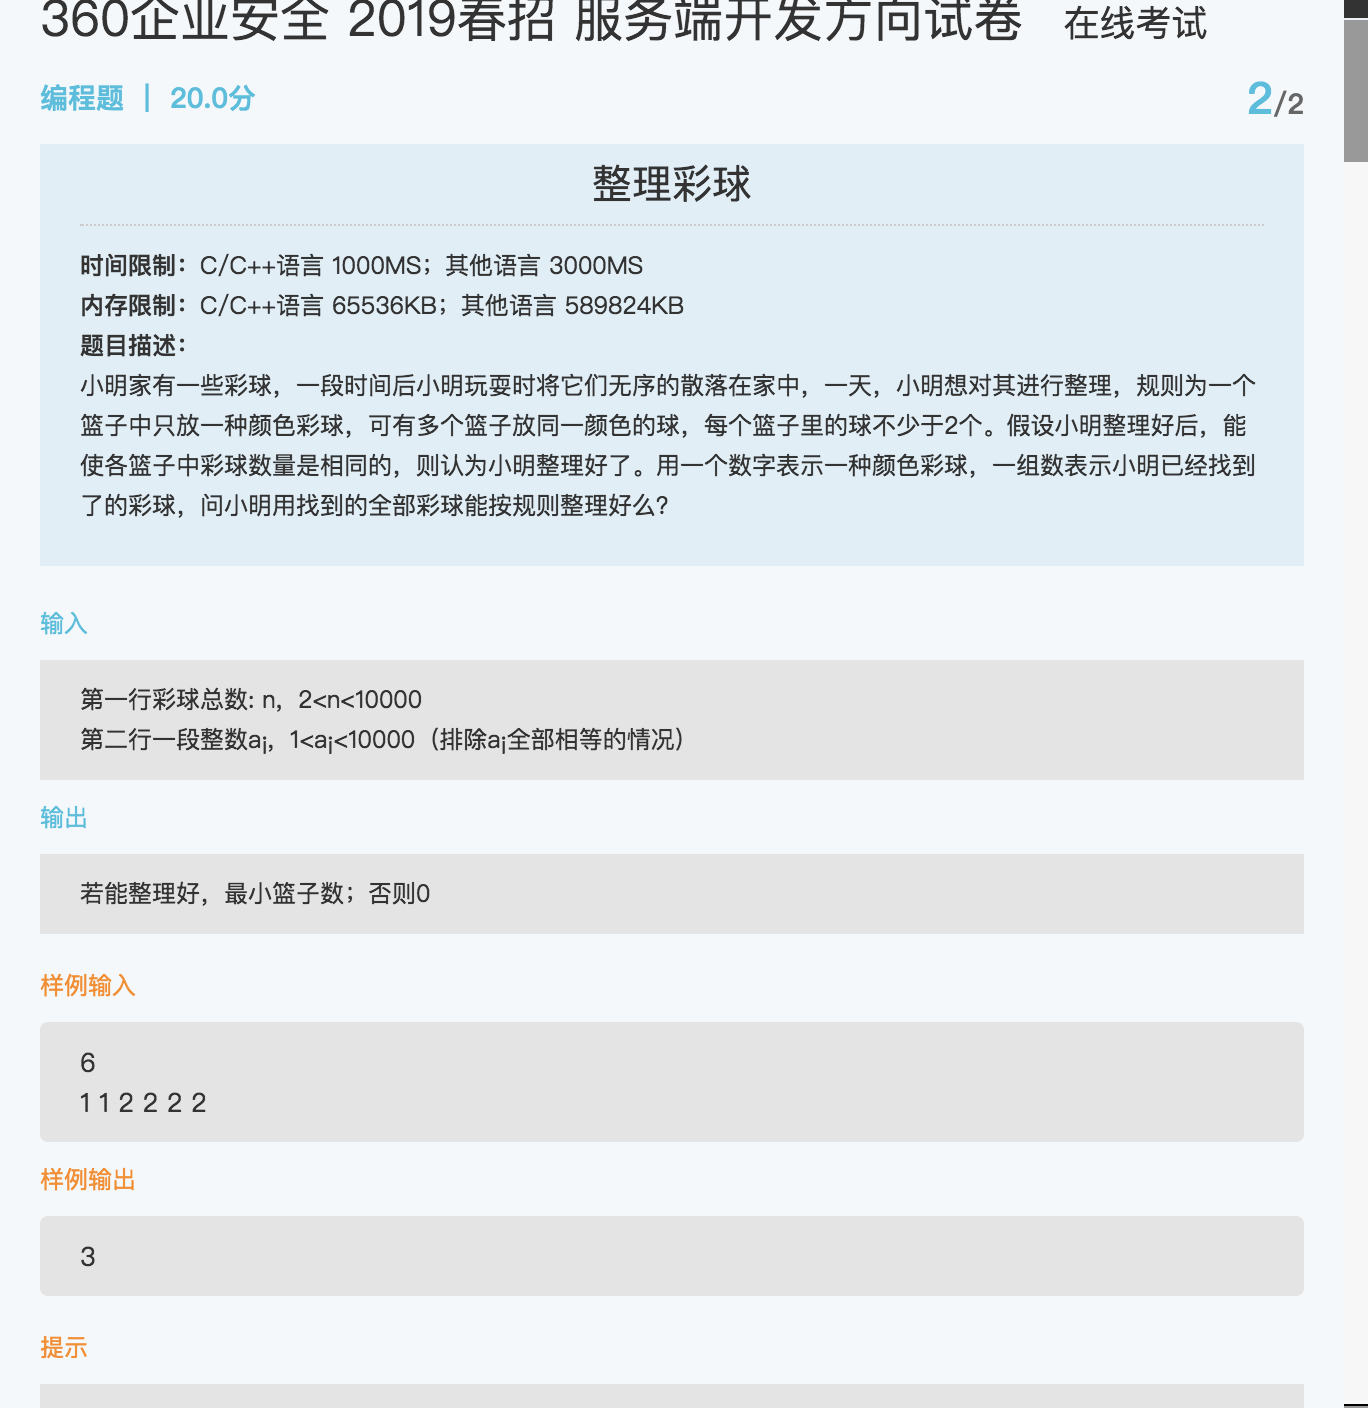 360企业安全 2019春招 服务端开发方向试卷 在线考试
编程题 | 20.0分 2/2
整理彩球
时间限制：C/C++语言 1000MS；其他语言 3000MS
内存限制：C/C++语言 65536KB；其他语言 589824KB
题目描述：
小明家有一些彩球，一段时间后小明玩耍时将它们无序的散落在家中，一天，小明想对其进行整理，规则为一个
篮子中只放一种颜色彩球，可有多个篮子放同一颜色的球，每个篮子里的球不少于2个。假设小明整理好后，能
使各篮子中彩球数量是相同的，则认为小明整理好了。用一个数字表示一种颜色彩球，一组数表示小明已经找到
了的彩球，问小明用找到的全部彩球能按规则整理好么？
输入
第一行彩球总数: n，2<n<10000
第二行一段整数aᵢ，1<aᵢ<10000（排除aᵢ全部相等的情况）
输出
若能整理好，最小篮子数；否则0
样例输入
6
1 1 2 2 2 2
样例输出
3
提示